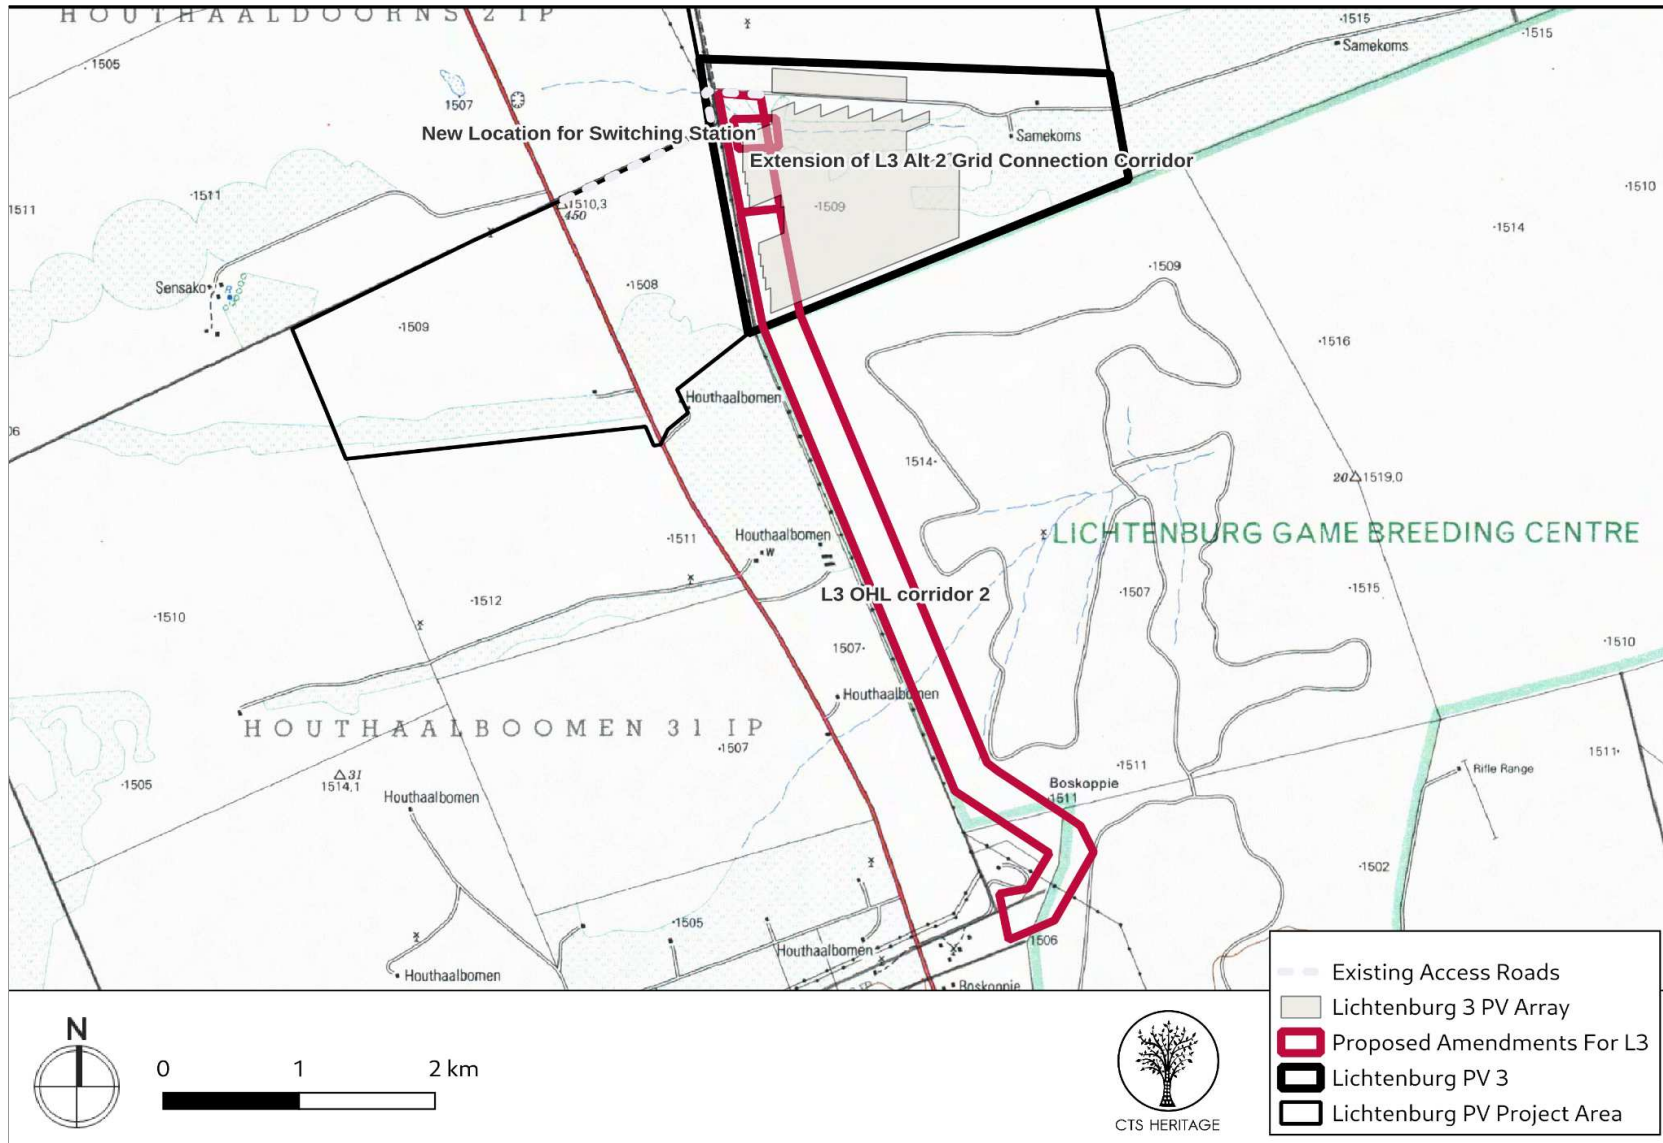 HOUTHAALDOORNS 2 IP
·1515
·1515
Samekoms
.1505
1507
New Location for Switching Station
Samekoms
Extension of L3 Alt 2 Grid Connection Corridor
·1510
·1511
1511
1510,3
450
·1509
·1514
·1509
Sensako
R
·1508
·1509
·1516
Houthaalbomen
1514·
20 1519,0
LICHTENBURG GAME BREEDING CENTRE
·1511
Houthaalbomen
W
·1510
·1512
L3 OHL corridor 2
·1507
·1515
·1510
1507·
Houthaalbomen
HOUTHAALBOOMEN 31 IP
·1507
1511·
·1505
31
1514,1
Houthaalbomen
·1511
Boskoppie
1511
Rifle Range
·1502
·1505
Houthaalbomen
·1506
Houthaalbomen
Boskoppie
N
0 1 2 km
CTS HERITAGE
Existing Access Roads
Lichtenburg 3 PV Array
Proposed Amendments For L3
Lichtenburg PV 3
Lichtenburg PV Project Area